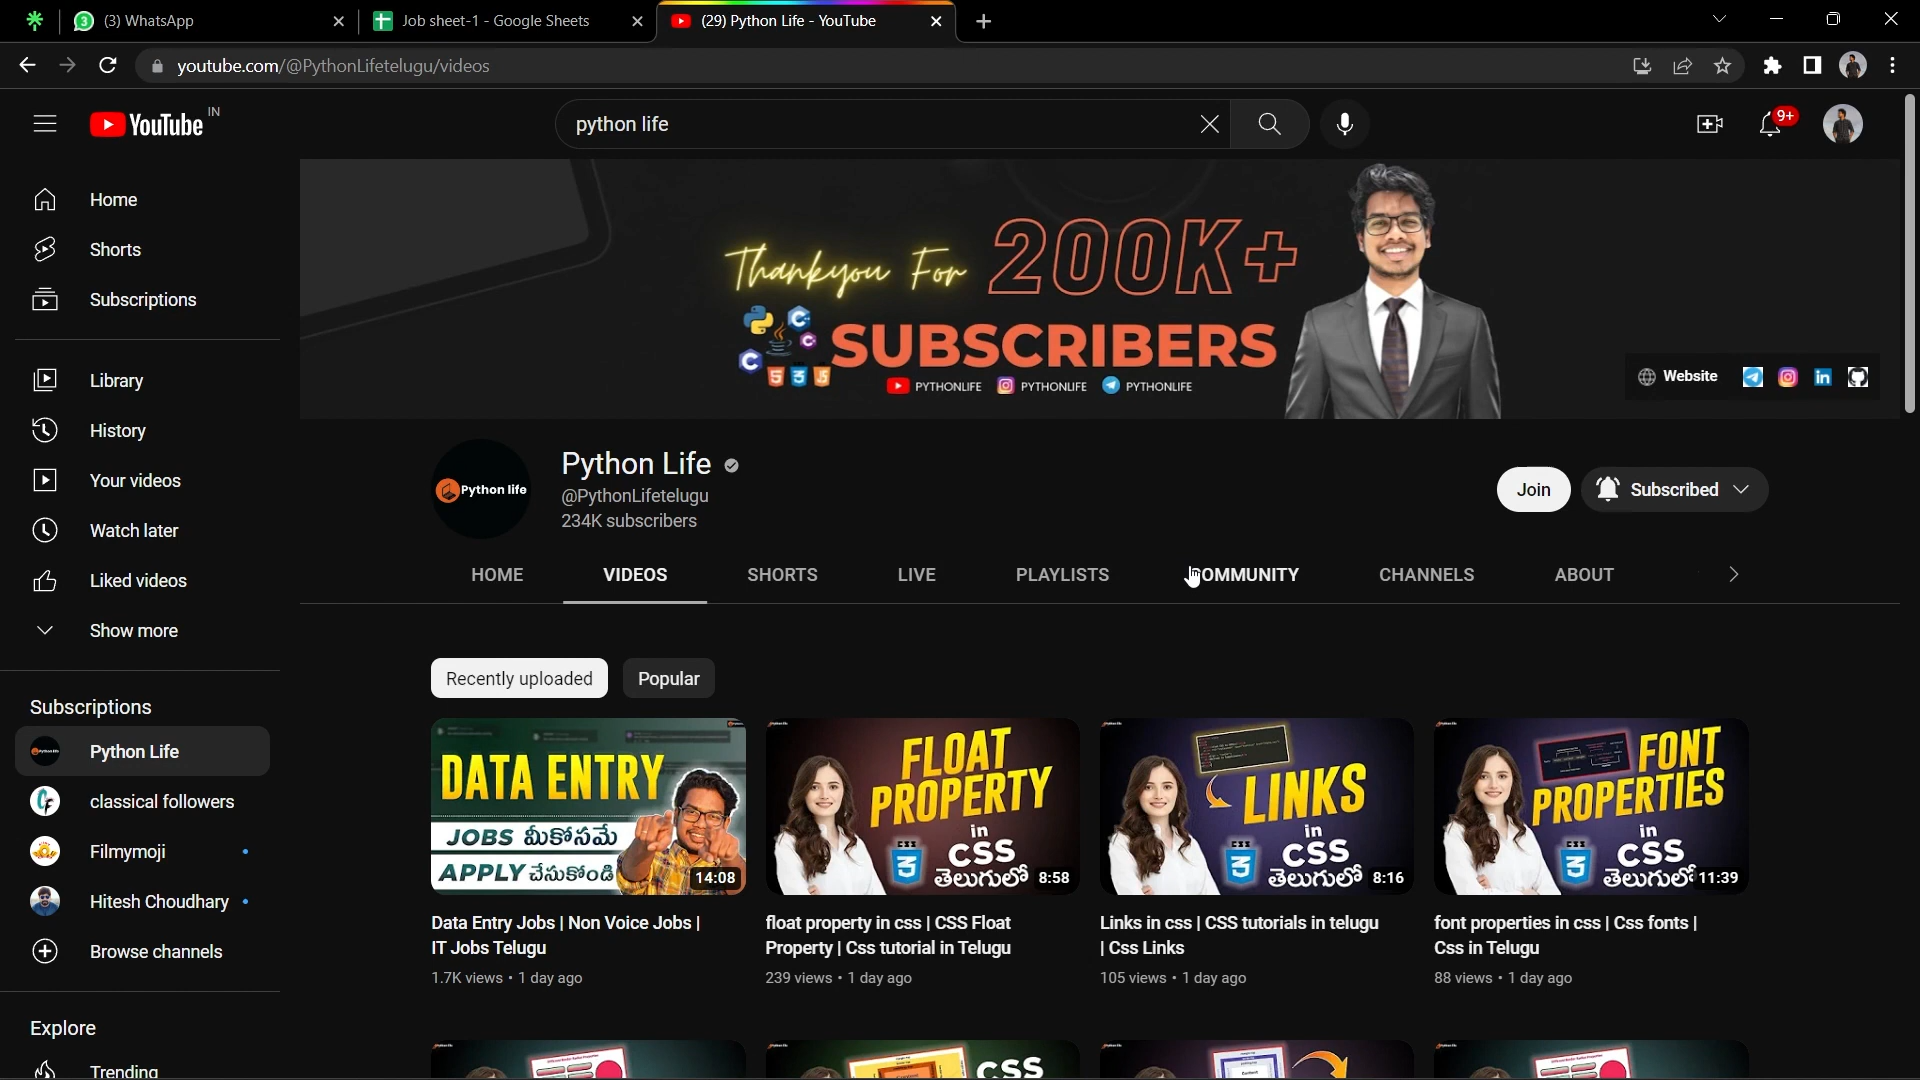 (3) WhatsApp
Job sheet-1 - Google Sheets
(29) Python Life - YouTube
youtube.com/@PythonLifetelugu/videos
YouTube IN
python life
9+
Home
Shorts
Subscriptions
Library
History
Your videos
Watch later
Liked videos
Show more
Subscriptions
Python Life
classical followers
Filmymoji
Hitesh Choudhary
Browse channels
Explore
Trending
Thankyou For 200K+
SUBSCRIBERS
PYTHONLIFE PYTHONLIFE PYTHONLIFE
Website
Python life
Python Life
@PythonLifetelugu
234K subscribers
Join
Subscribed
HOME VIDEOS SHORTS LIVE PLAYLISTS COMMUNITY CHANNELS ABOUT
Recently uploaded
Popular
DATA ENTRY
JOBS మీకోసమే
APPLY చేసుకోండి
14:08
Data Entry Jobs | Non Voice Jobs |
IT Jobs Telugu
1.7K views • 1 day ago
FLOAT
PROPERTY
in
CSS
తెలుగులో
8:58
float property in css | CSS Float
Property | Css tutorial in Telugu
239 views • 1 day ago
LINKS
in
CSS
తెలుగులో
8:16
Links in css | CSS tutorials in telugu
| Css Links
105 views • 1 day ago
FONT
PROPERTIES
in
CSS
తెలుగులో
11:39
font properties in css | Css fonts |
Css in Telugu
88 views • 1 day ago
CSS